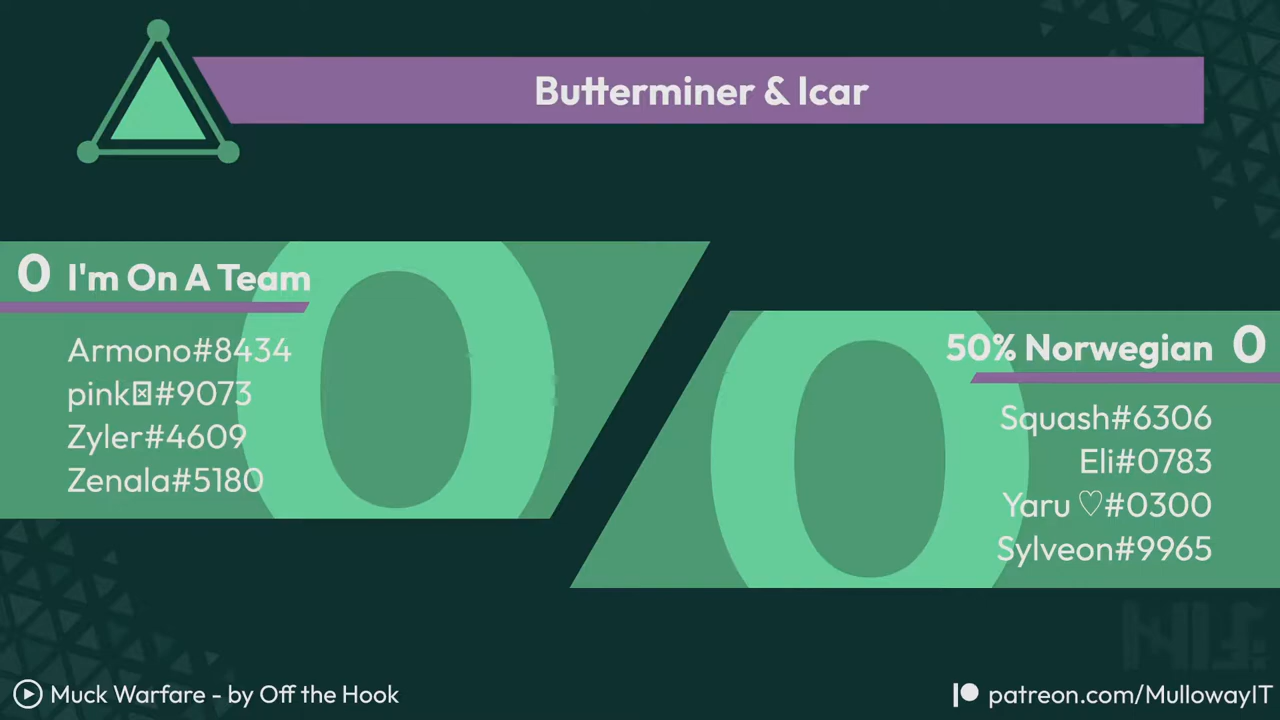 Butterminer & Icar
0 I'm On A Team
0
Armono#8434
pink#9073
Zyler#4609
Zenala#5180
50% Norwegian 0
0
Squash#6306
Eli#0783
Yaru ♡#0300
Sylveon#9965
Muck Warfare - by Off the Hook
patreon.com/MullowayIT